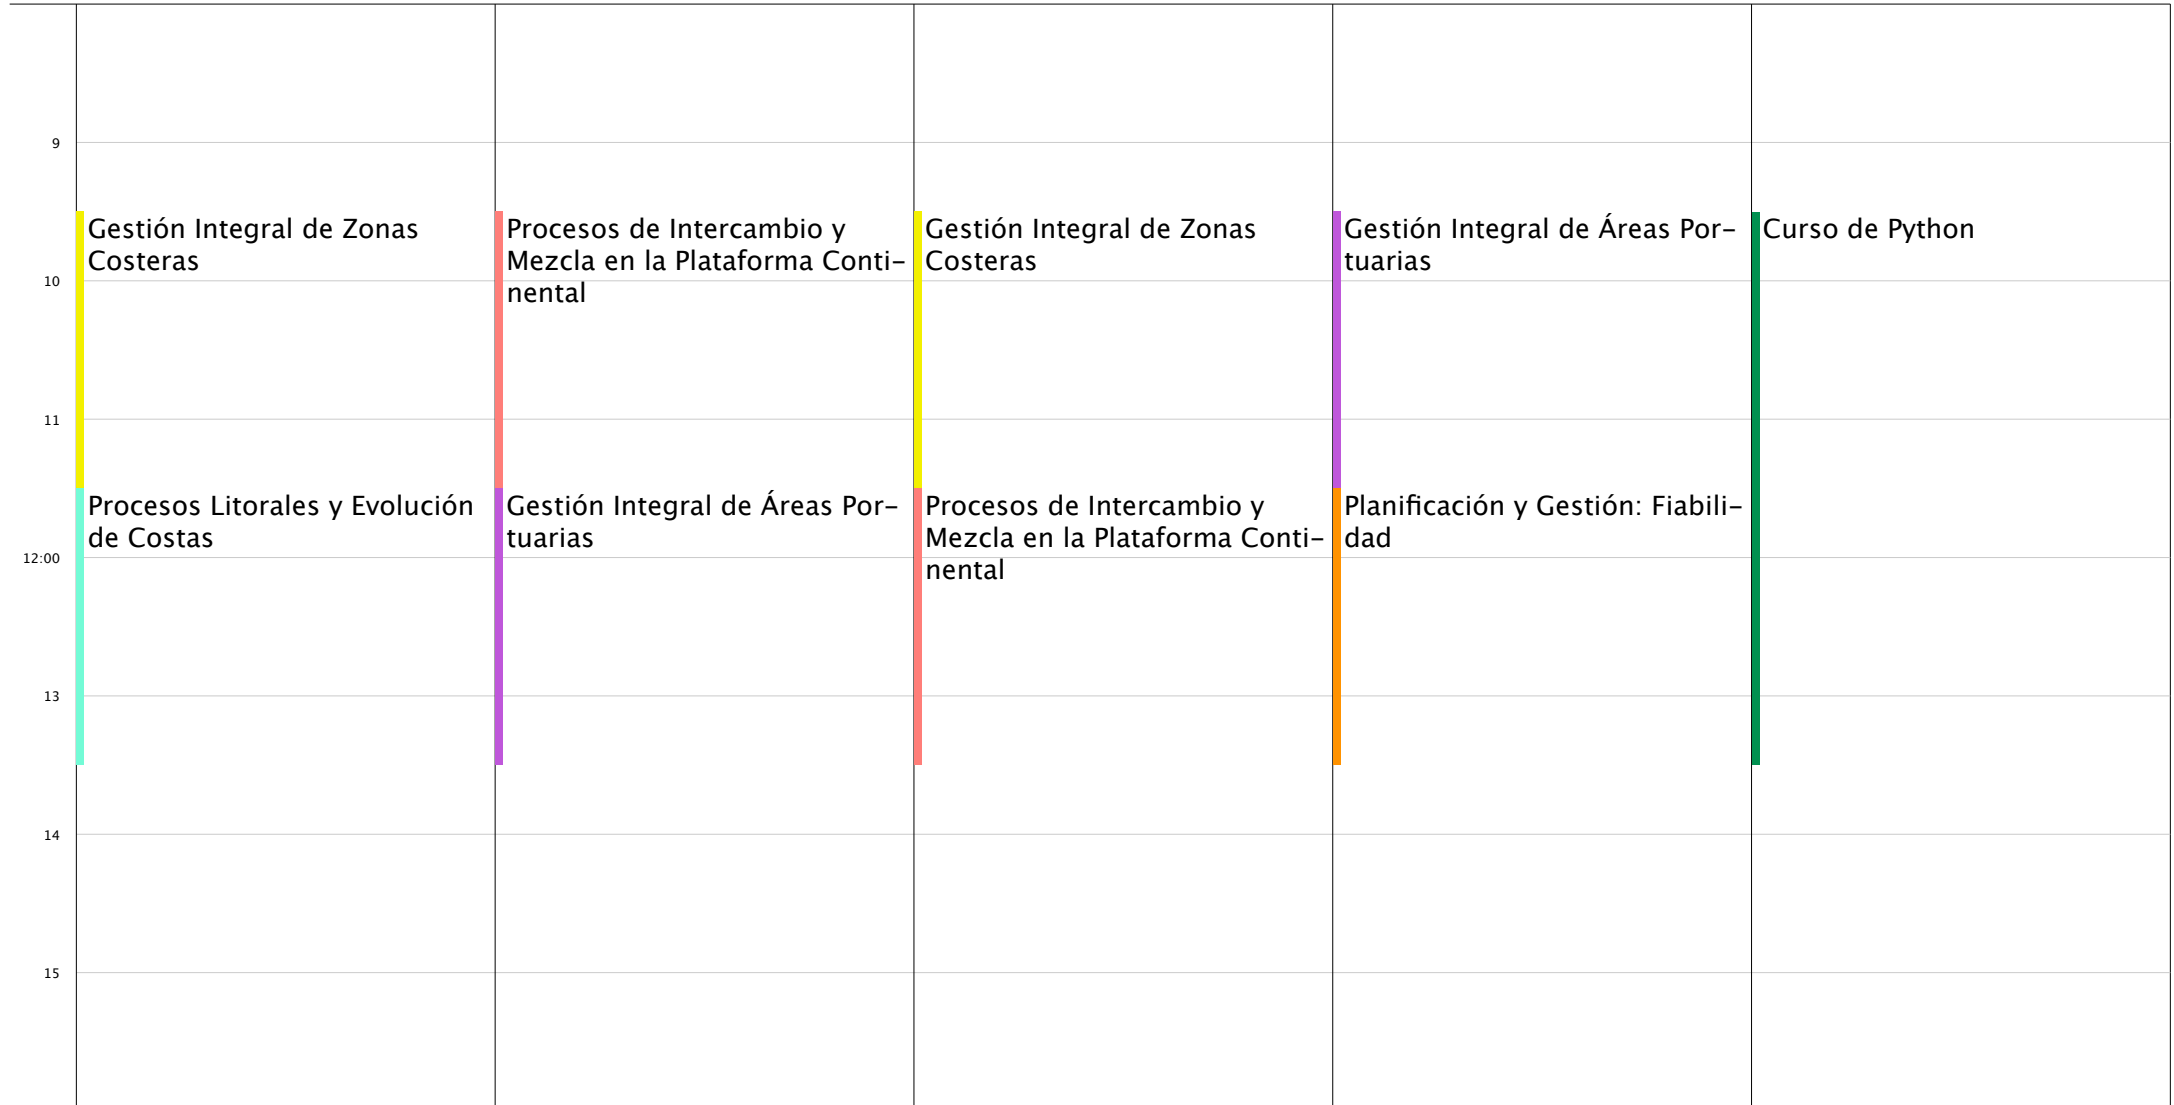 9
Gestión Integral de Zonas
Costeras
Procesos de Intercambio y
Mezcla en la Plataforma Conti-
nental
Gestión Integral de Zonas
Costeras
Gestión Integral de Áreas Por-
tuarias
Curso de Python
10
11
Procesos Litorales y Evolución
de Costas
Gestión Integral de Áreas Por-
tuarias
Procesos de Intercambio y
Mezcla en la Plataforma Conti-
nental
Planificación y Gestión: Fiabili-
dad
12:00
13
14
15